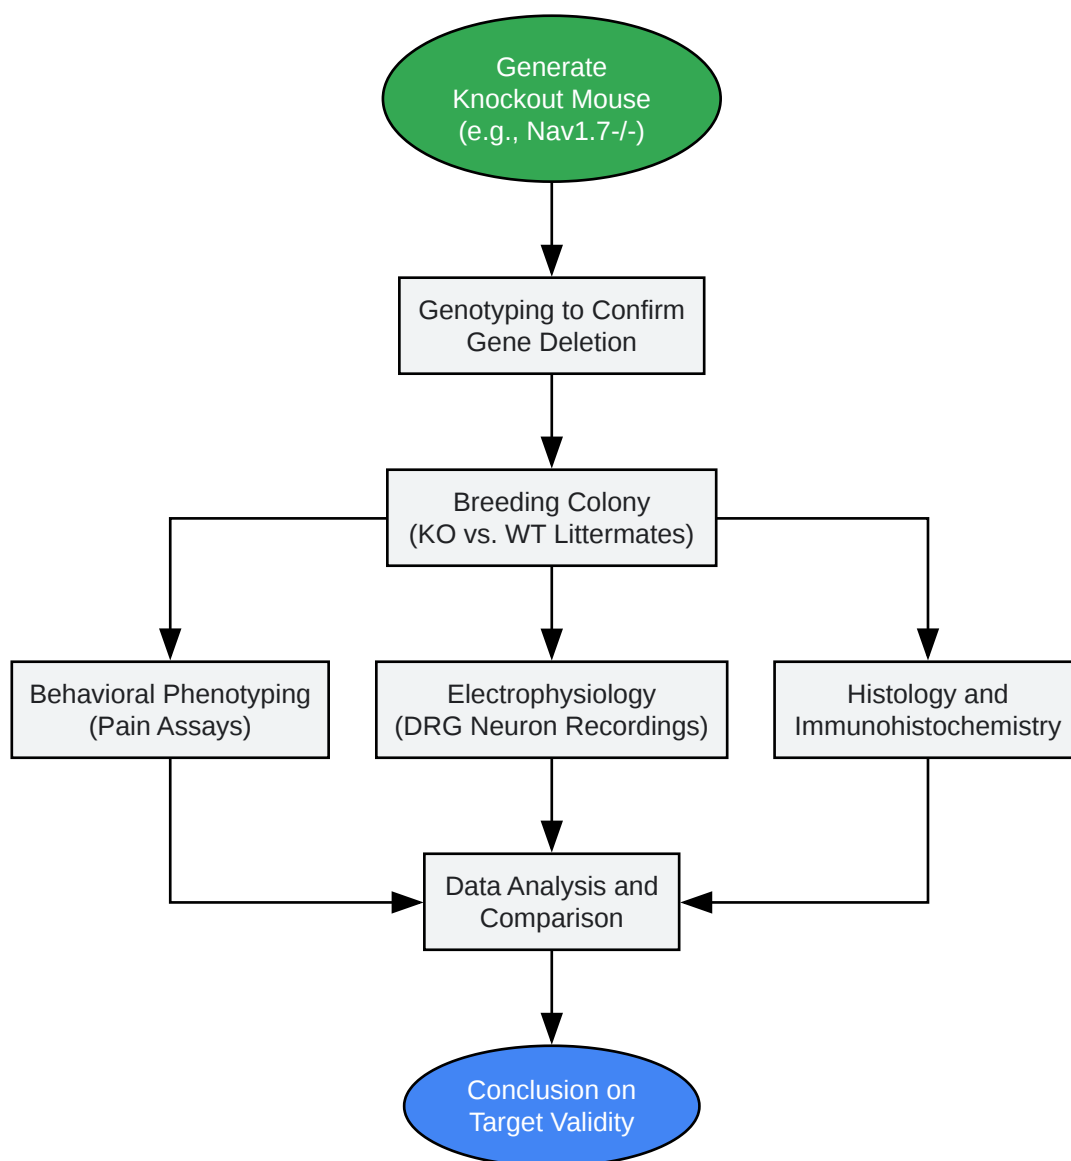 Generate
Knockout Mouse
(e.g., Nav1.7-/-)
Genotyping to Confirm
Gene Deletion
Breeding Colony
(KO vs. WT Littermates)
Behavioral Phenotyping
(Pain Assays)
Electrophysiology
(DRG Neuron Recordings)
Histology and
Immunohistochemistry
Data Analysis and
Comparison
Conclusion on
Target Validity